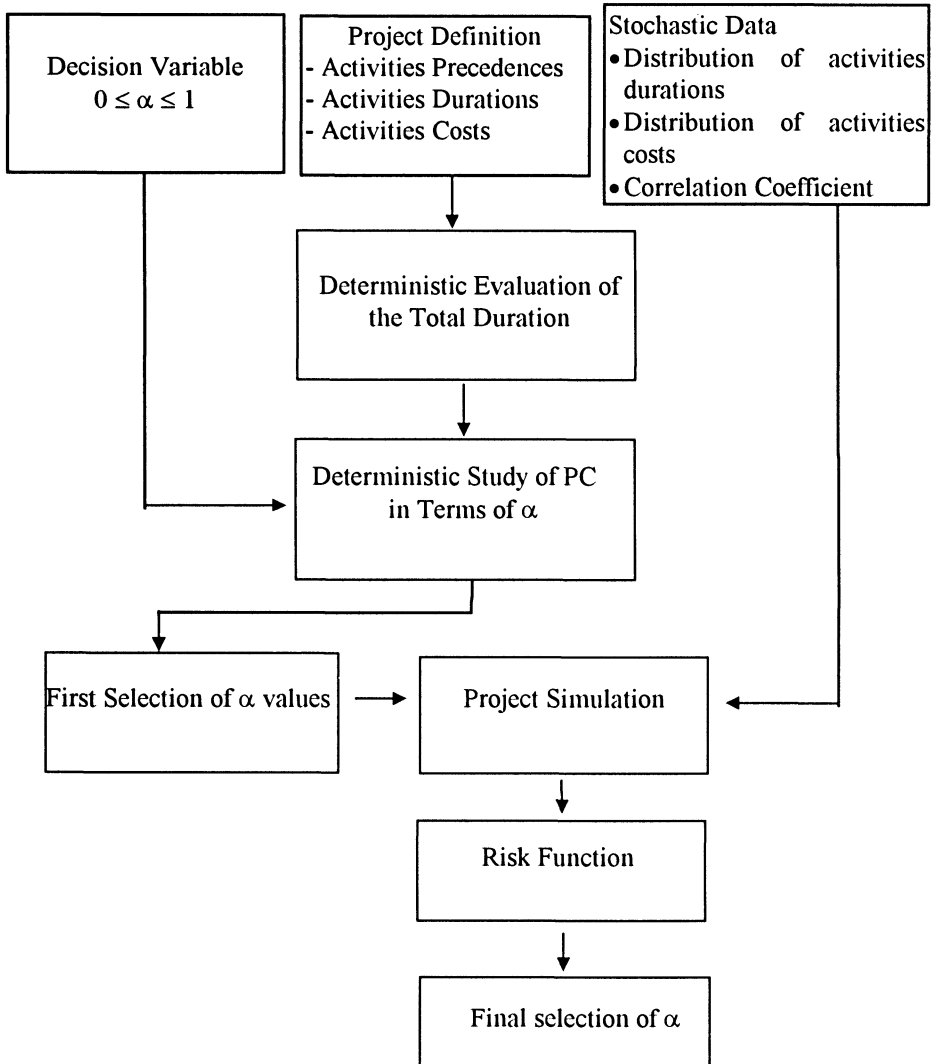 Decision Variable
0 ≤ α ≤ 1
Project Definition
- Activities Precedences
- Activities Durations
- Activities Costs
Stochastic Data
•Distribution of activities
durations
•Distribution of activities
costs
•Correlation Coefficient
Deterministic Evaluation of
the Total Duration
Deterministic Study of PC
in Terms of α
First Selection of α values
Project Simulation
Risk Function
Final selection of α